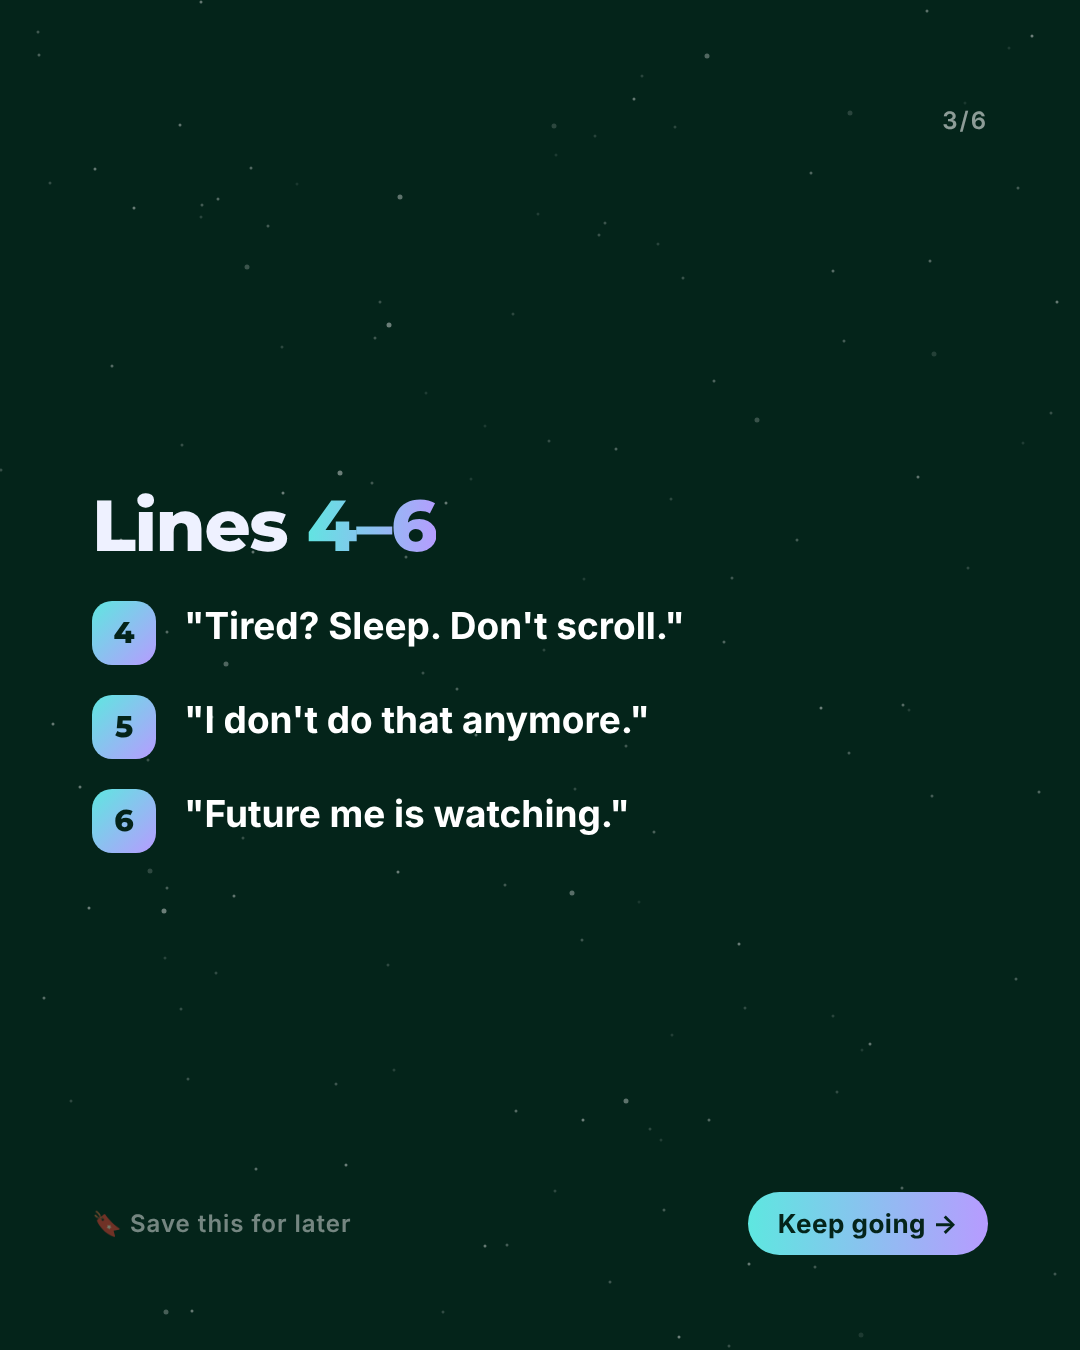 3/6
Lines 4–6
4 "Tired? Sleep. Don't scroll."
5 "I don't do that anymore."
6 "Future me is watching."
🔖 Save this for later
Keep going →